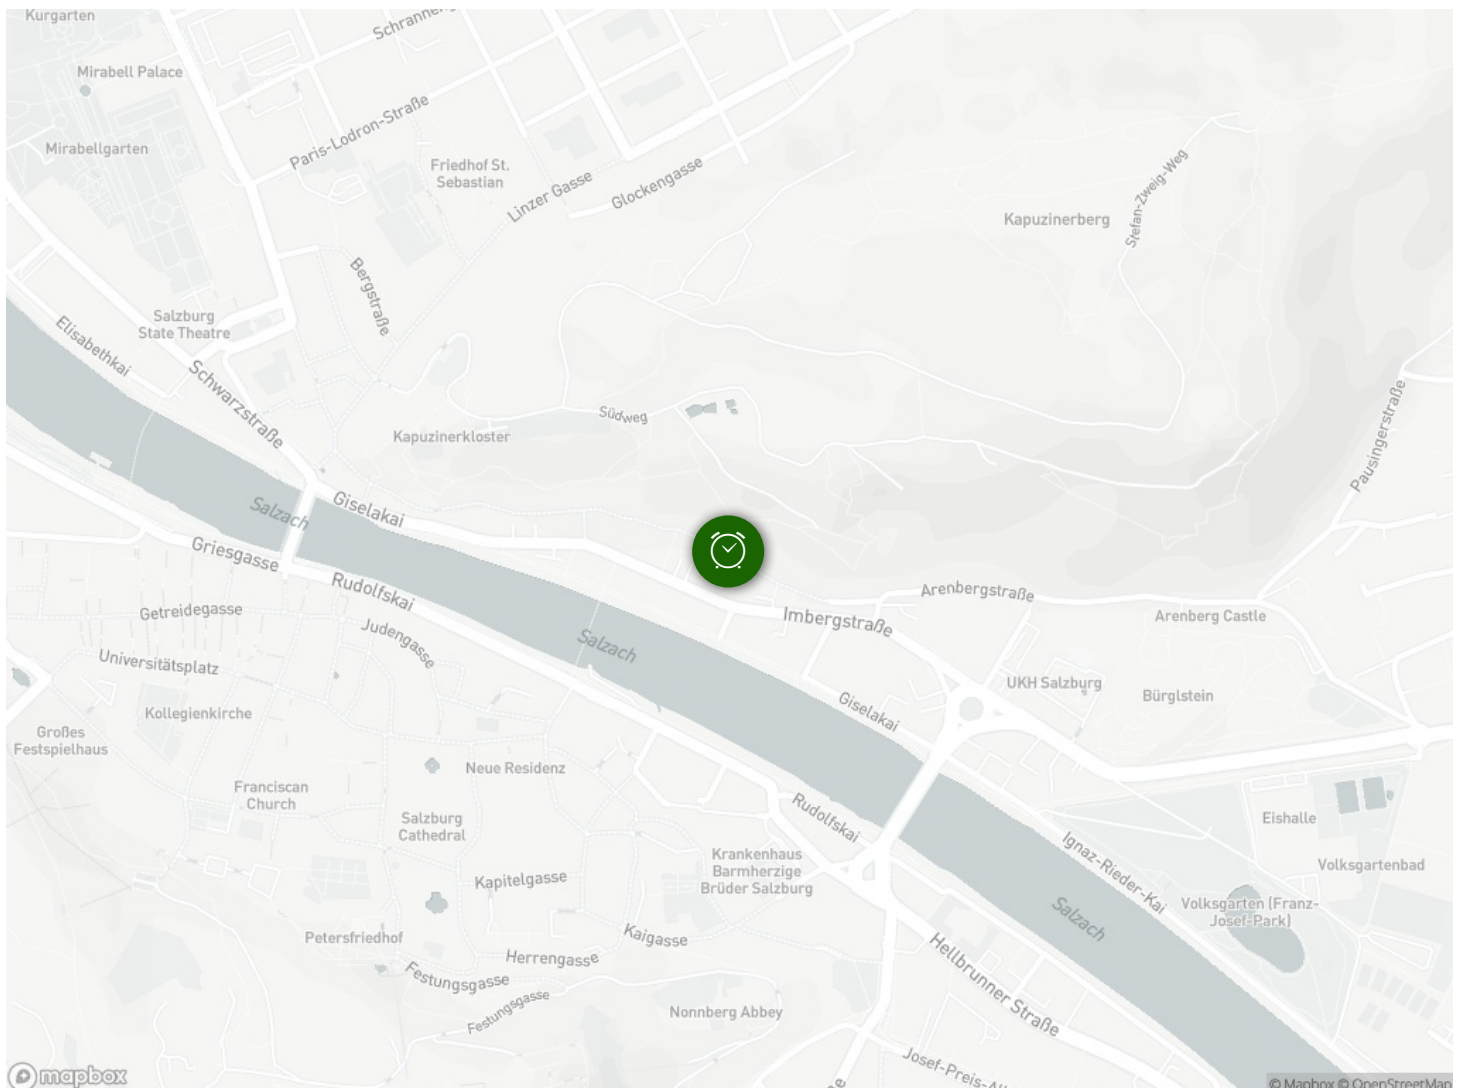 Kurgarten
Mirabell Palace
Mirabellgarten
Paris-Lodron-Straße
Friedhof St.
Sebastian
Linzer Gasse
Glockengasse
Kapuzinerberg
Stefan-Zweig-Weg
Bergstraße
Salzburg
State Theatre
Elisabethkai
Schwarzstraße
Kapuzinerkloster
Südweg
Pausingerstraße
Salzach
Giselakai
Griesgasse
Rudolfskai
Getreidegasse
Judengasse
Salzach
Imbergstraße
Arenbergstraße
Arenberg Castle
Universitätsplatz
Kollegienkirche
Großes
Festspielhaus
UKH Salzburg
Bürglstein
Giselakai
Neue Residenz
Franciscan
Church
Salzburg
Cathedral
Rudolfskai
Eishalle
Ignaz-Rieder-Kai
Volksgartenbad
Krankenhaus
Barmherzige
Brüder Salzburg
Kapitelgasse
Volksgarten (Franz-
Josef-Park)
Salzach
Petersfriedhof
Kaigasse
Herrengasse
Festungsgasse
Festungsgasse
Hellbrunner Straße
Nonnberg Abbey
mapbox
© Mapbox © OpenStreetMap